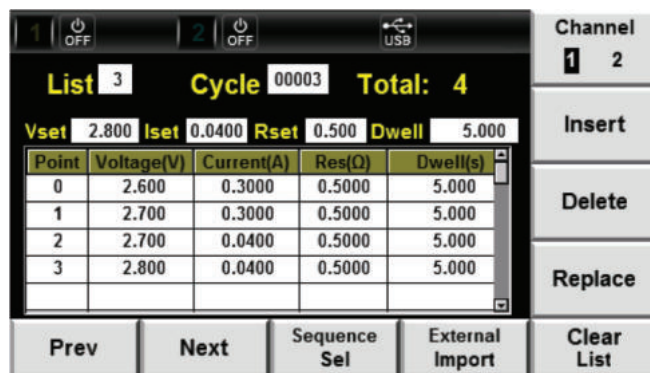 1 OFF 2 OFF USB
Channel
1 2
List 3 Cycle 00003 Total: 4
Insert
Vset 2.800 Iset 0.0400 Rset 0.500 Dwell 5.000
Point Voltage(V) Current(A) Res(Ω) Dwell(s)
0 2.600 0.3000 0.5000 5.000
1 2.700 0.3000 0.5000 5.000
2 2.700 0.0400 0.5000 5.000
3 2.800 0.0400 0.5000 5.000
Delete
Replace
Prev Next Sequence Sel External Import Clear List